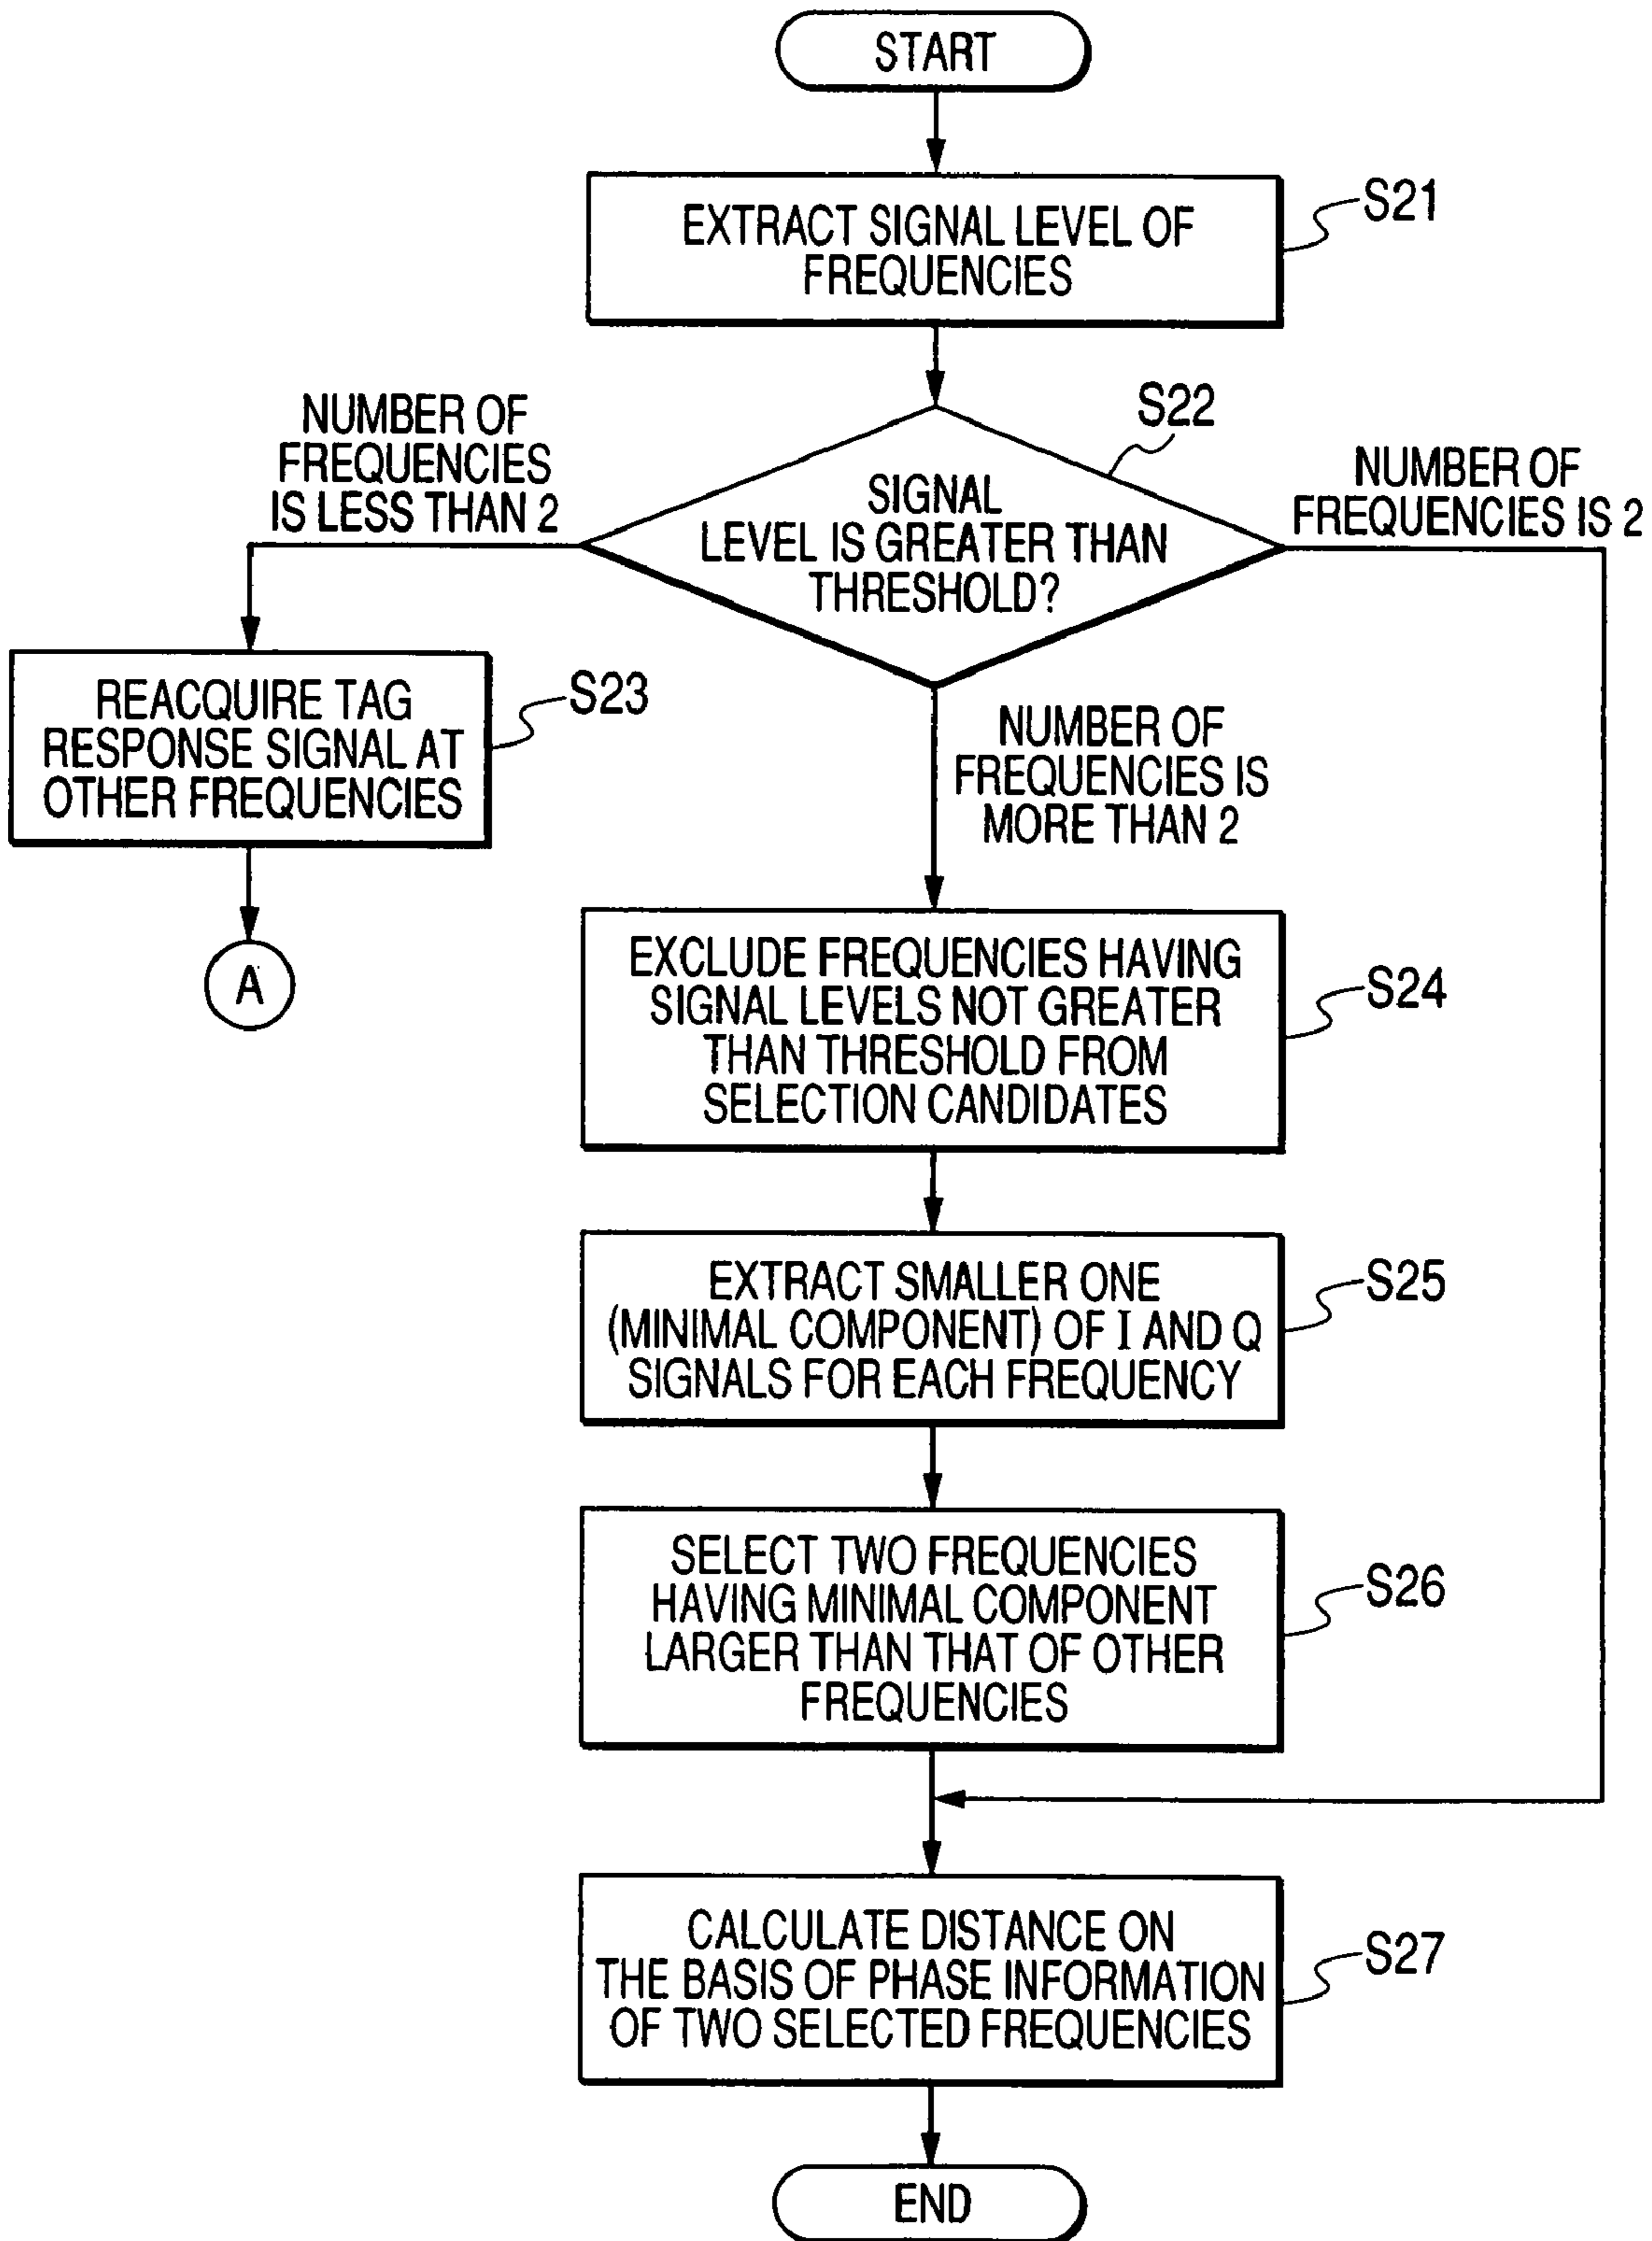 START
EXTRACT SIGNAL LEVEL OF
FREQUENCIES
S21
S22
SIGNAL
LEVEL IS GREATER THAN
THRESHOLD?
NUMBER OF
FREQUENCIES
IS LESS THAN 2
NUMBER OF
FREQUENCIES IS 2
REACQUIRE TAG
RESPONSE SIGNAL AT
OTHER FREQUENCIES
S23
A
NUMBER OF
FREQUENCIES IS
MORE THAN 2
EXCLUDE FREQUENCIES HAVING
SIGNAL LEVELS NOT GREATER
THAN THRESHOLD FROM
SELECTION CANDIDATES
S24
EXTRACT SMALLER ONE
(MINIMAL COMPONENT) OF I AND Q
SIGNALS FOR EACH FREQUENCY
S25
SELECT TWO FREQUENCIES
HAVING MINIMAL COMPONENT
LARGER THAN THAT OF OTHER
FREQUENCIES
S26
CALCULATE DISTANCE ON
THE BASIS OF PHASE INFORMATION
OF TWO SELECTED FREQUENCIES
S27
END